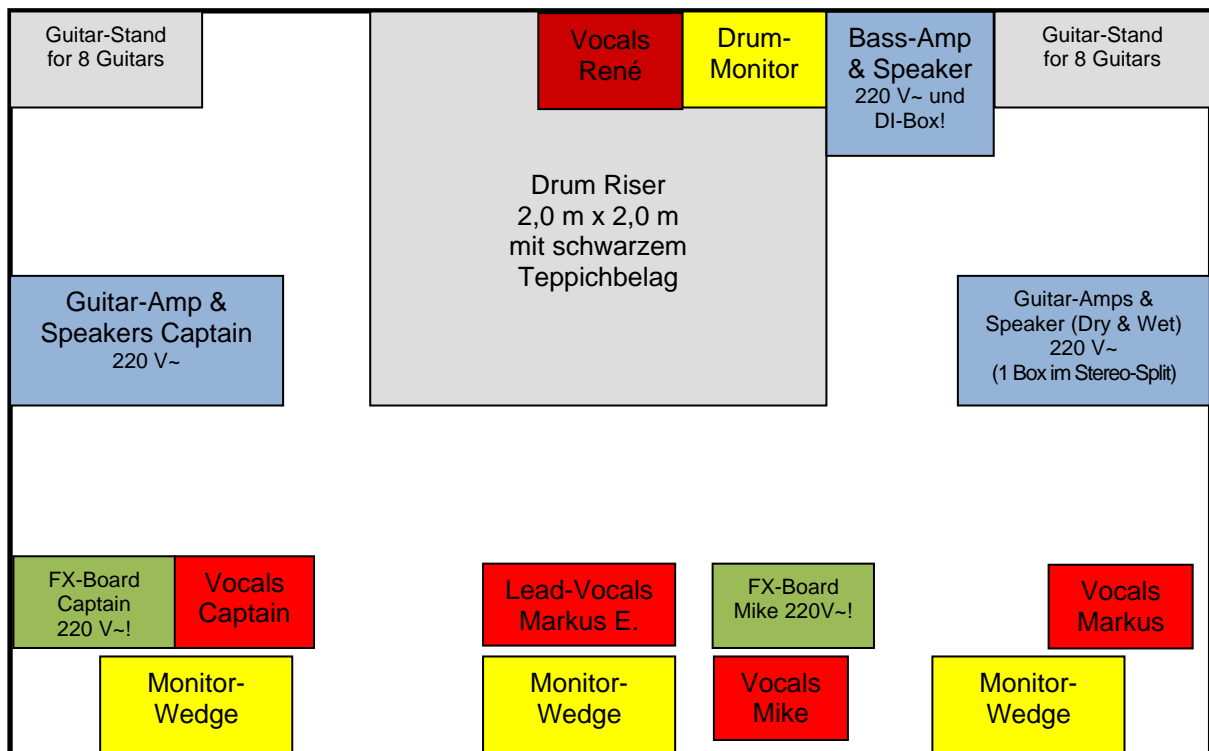 Guitar-Stand
for 8 Guitars
Vocals
René
Drum-
Monitor
Bass-Amp
& Speaker
220 V~ und
DI-Box!
Guitar-Stand
for 8 Guitars
Drum Riser
2,0 m x 2,0 m
mit schwarzem
Teppichbelag
Guitar-Amp &
Speakers Captain
220 V~
Guitar-Amps &
Speaker (Dry & Wet)
220 V~
(1 Box im Stereo-Split)
FX-Board
Captain
220 V~!
Vocals
Captain
Lead-Vocals
Markus E.
FX-Board
Mike 220V~!
Vocals
Markus
Monitor-
Wedge
Monitor-
Wedge
Vocals
Mike
Monitor-
Wedge